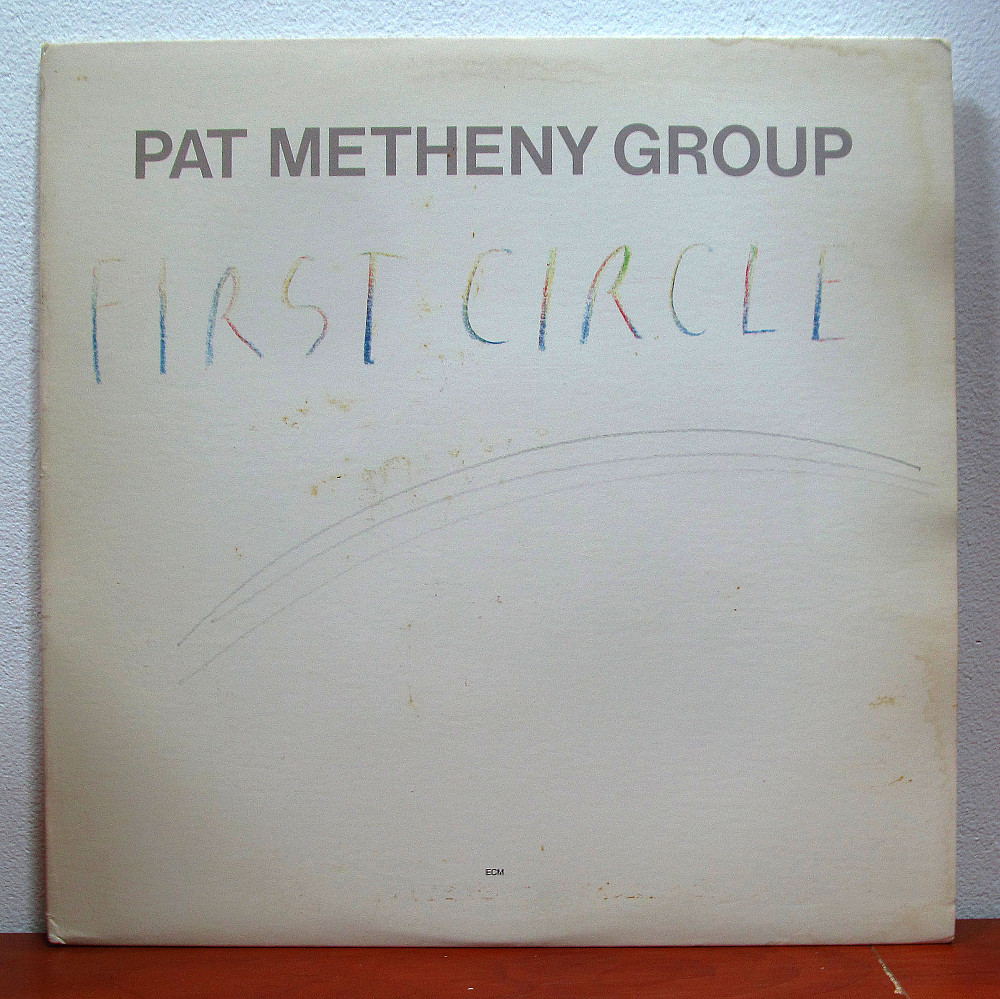 PAT METHENY GROUP
FIRST CIRCLE
ECM